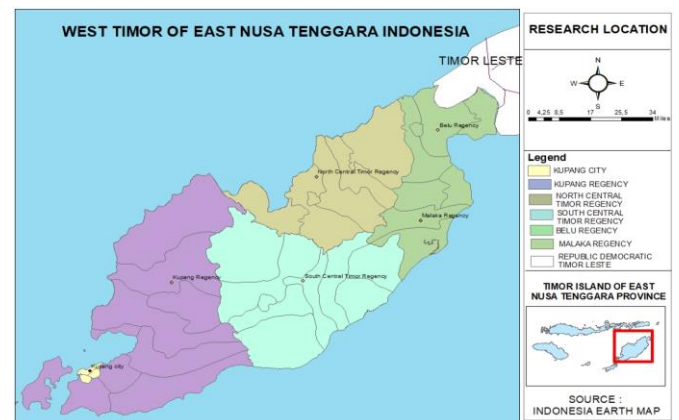 WEST TIMOR OF EAST NUSA TENGGARA INDONESIA
TIMOR LESTE
Belu Regency
North Central Timor Regency
Malaka Regency
Kupang Regency
South Central Timor Regency
Kupang city
RESEARCH LOCATION
N
W
E
S
0 4,25 8,5 17 25,5 34
Miles
Legend
KUPANG CITY
KUPANG REGENCY
NORTH CENTRAL
TIMOR REGENCY
SOUTH CENTRAL
TIMOR REGENCY
BELU REGENCY
MALAKA REGENCY
REPUBLIC DEMOCRATIC
TIMOR LESTE
TIMOR ISLAND OF EAST
NUSA TENGGARA PROVINCE
SOURCE :
INDONESIA EARTH MAP